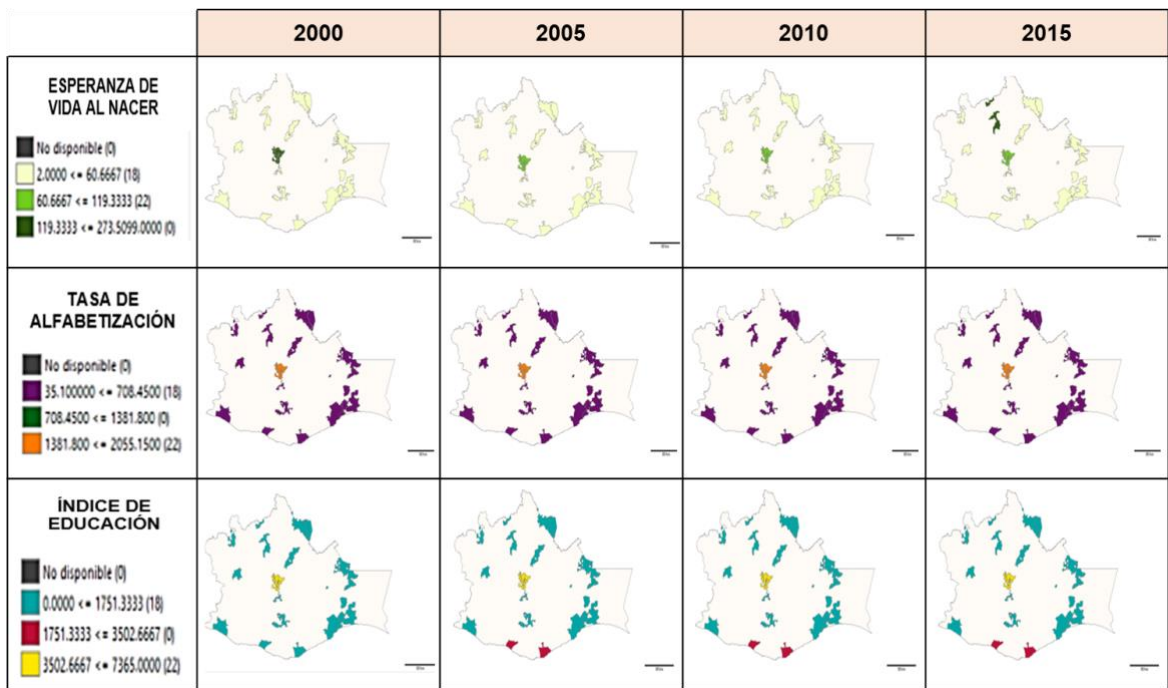 2000 2005 2010 2015
ESPERANZA DE
VIDA AL NACER
No disponible (0)
2.0000 <= 60.6667 (18)
60.6667 <= 119.3333 (22)
119.3333 <= 273.5099.0000 (0)
TASA DE
ALFABETIZACIÓN
No disponible (0)
35.100000 <= 708.4500 (18)
708.4500 <= 1381.800 (0)
1381.800 <= 2055.1500 (22)
ÍNDICE DE
EDUCACIÓN
No disponible (0)
0.0000 <= 1751.3333 (18)
1751.3333 <= 3502.6667 (0)
3502.6667 <= 7365.0000 (22)